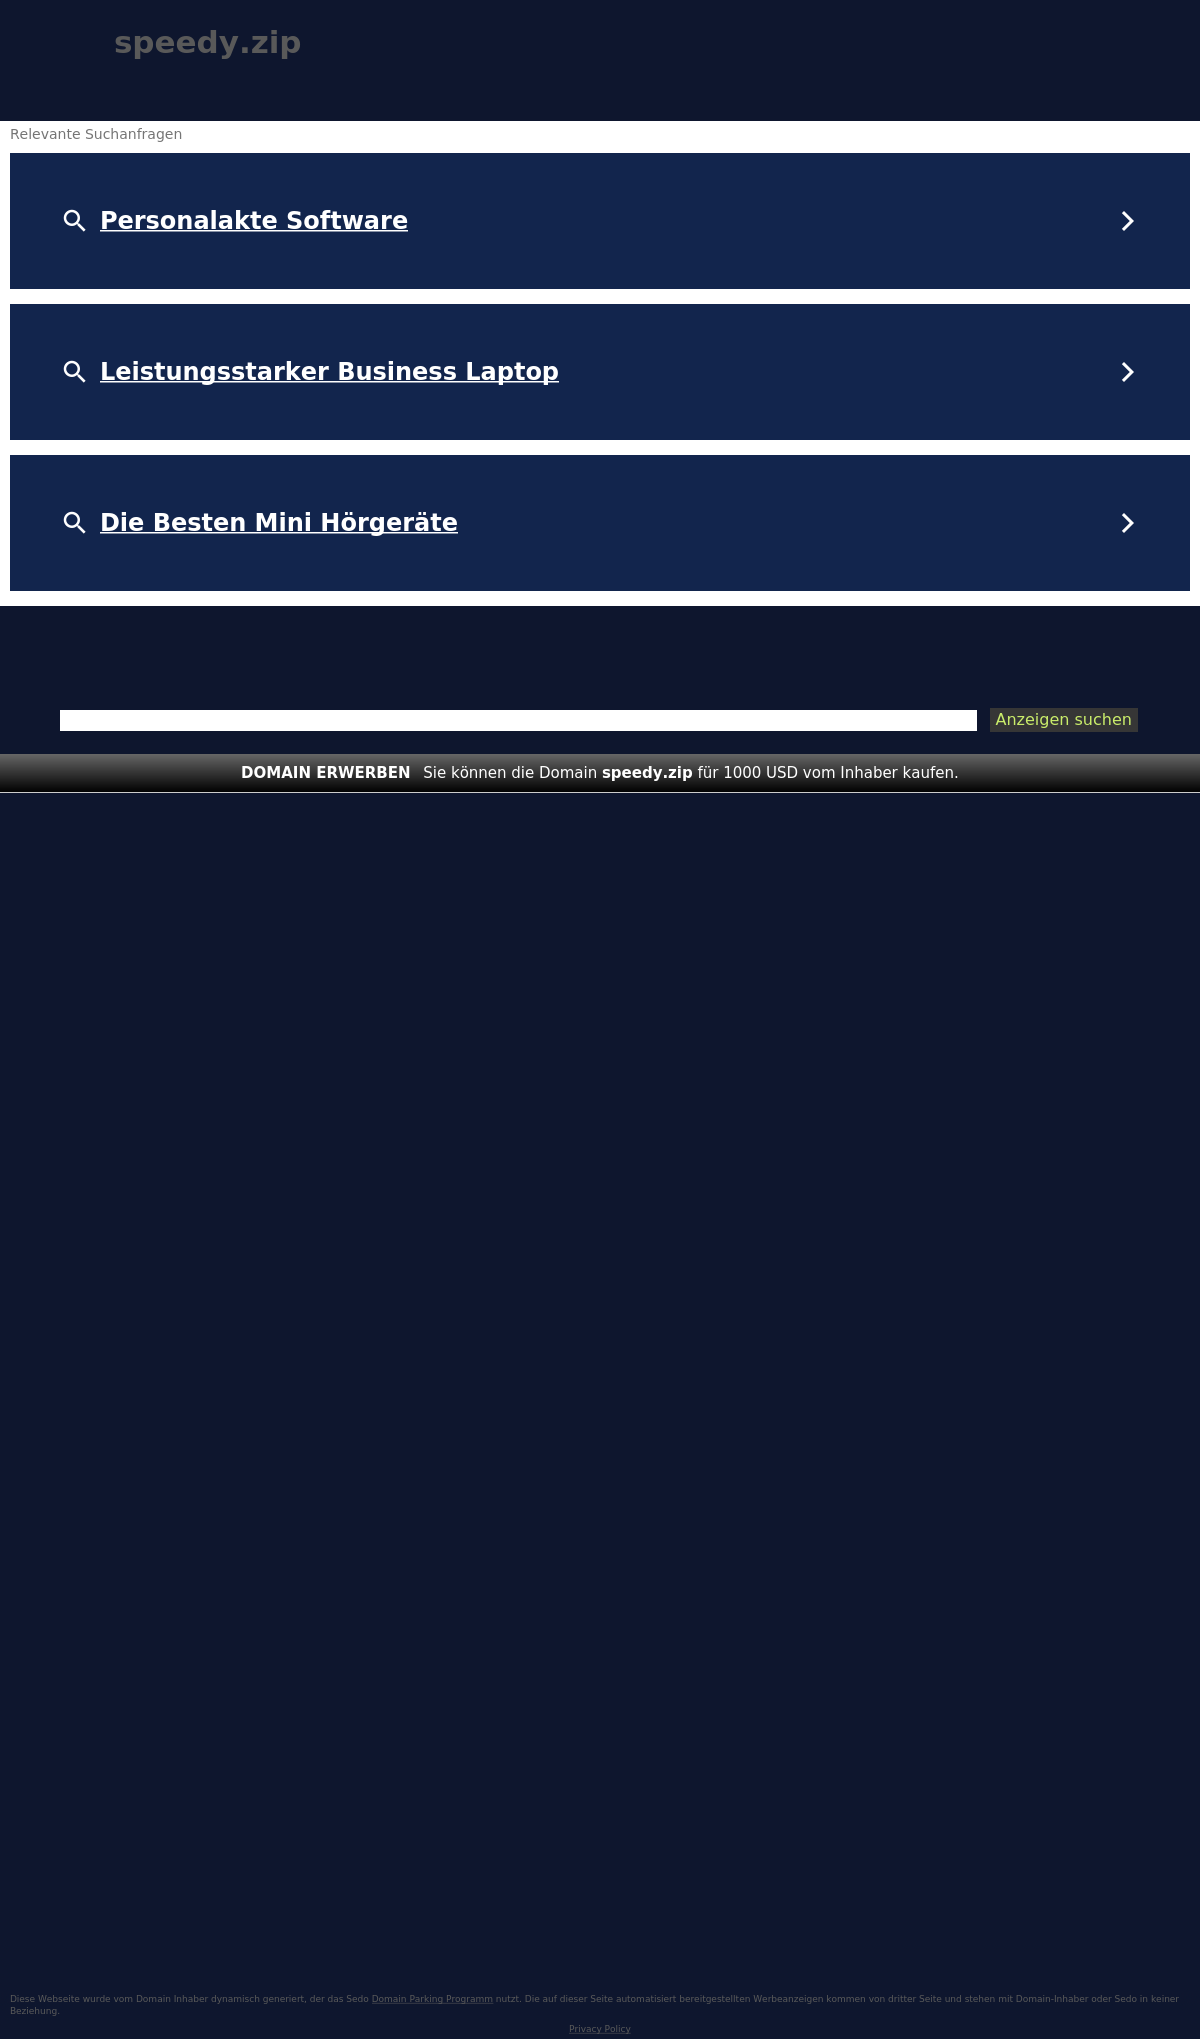 speedy.zip
Relevante Suchanfragen
Personalakte Software
Leistungsstarker Business Laptop
Die Besten Mini Hörgeräte
Anzeigen suchen
DOMAIN ERWERBEN Sie können die Domain speedy.zip für 1000 USD vom Inhaber kaufen.
Diese Webseite wurde vom Domain Inhaber dynamisch generiert, der das Sedo Domain Parking Programm nutzt. Die auf dieser Seite automatisiert bereitgestellten Werbeanzeigen kommen von dritter Seite und stehen mit Domain-Inhaber oder Sedo in keiner
Beziehung.
Privacy Policy